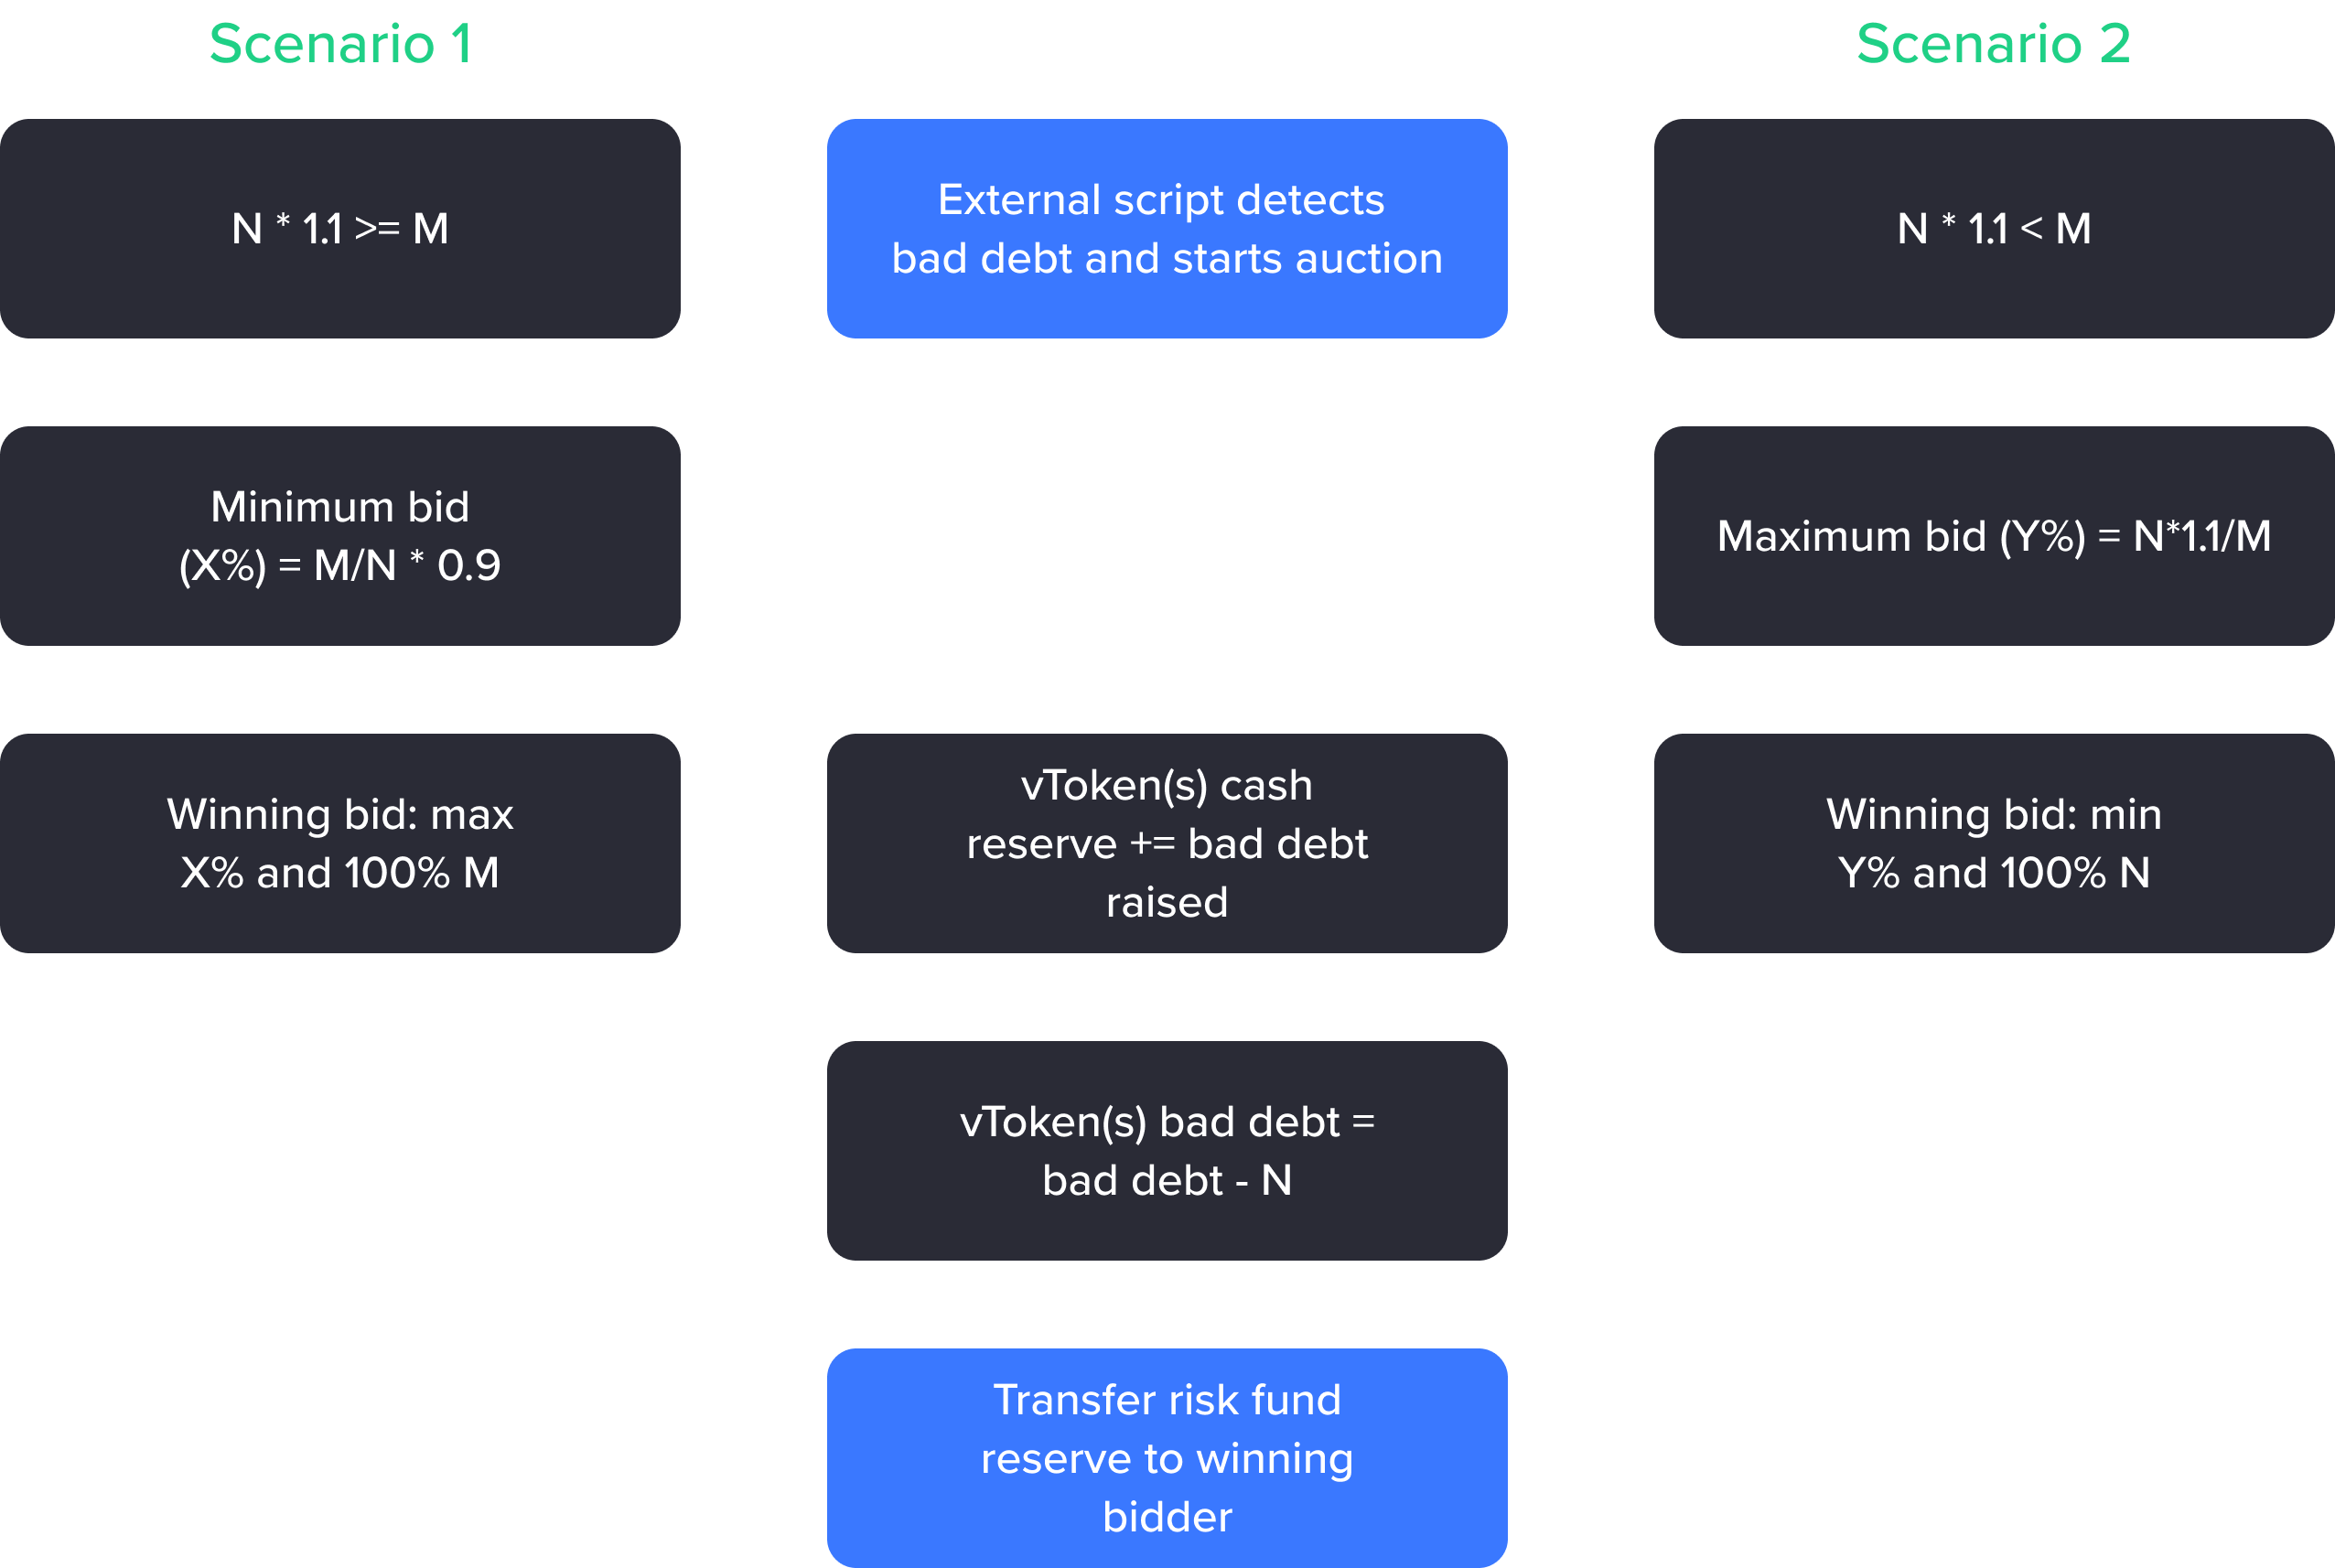 Scenario 1
Scenario 2
N * 1.1 >= M
External script detects
bad debt and starts auction
N * 1.1 < M
Minimum bid
(X%) = M/N * 0.9
Maximum bid (Y%) = N*1.1/M
Winning bid: max
X% and 100% M
vToken(s) cash
reserve += bad debt
raised
Winning bid: min
Y% and 100% N
vToken(s) bad debt =
bad debt - N
Transfer risk fund
reserve to winning
bidder